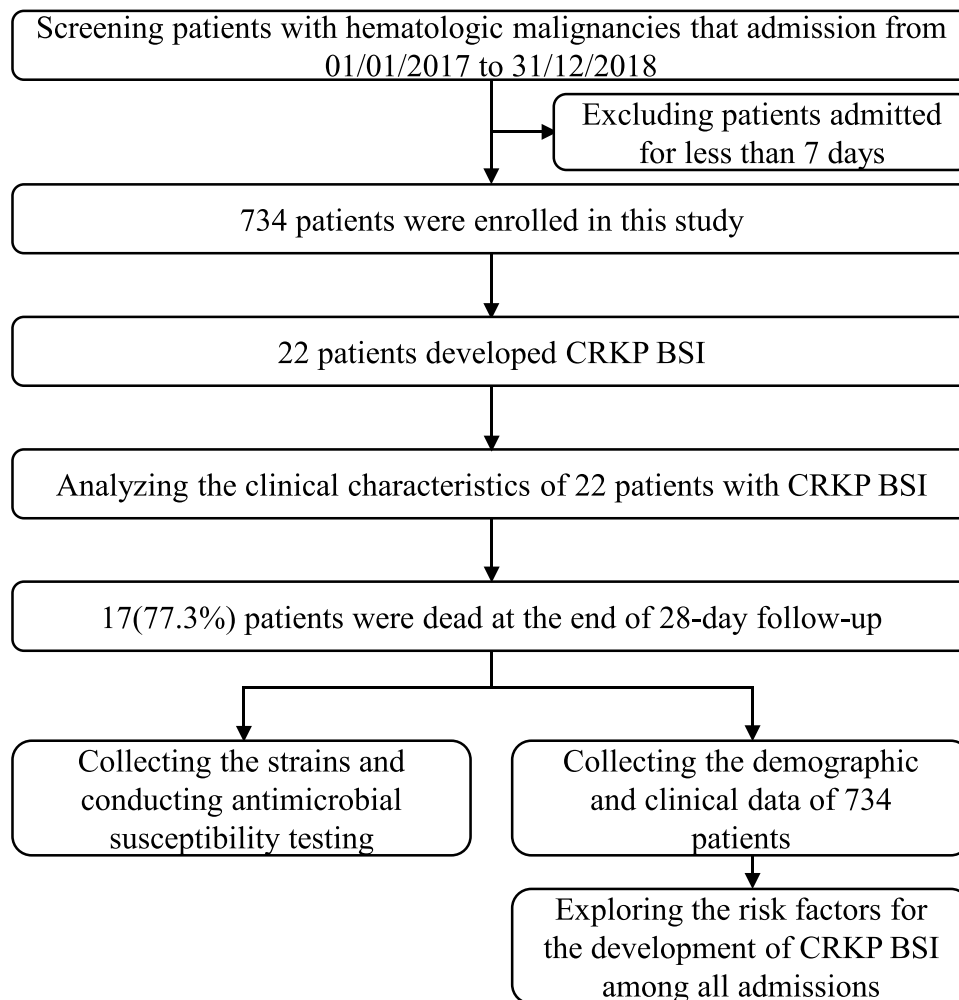 Screening patients with hematologic malignancies that admission from
01/01/2017 to 31/12/2018
Excluding patients admitted
for less than 7 days
734 patients were enrolled in this study
22 patients developed CRKP BSI
Analyzing the clinical characteristics of 22 patients with CRKP BSI
17(77.3%) patients were dead at the end of 28-day follow-up
Collecting the strains and
conducting antimicrobial
susceptibility testing
Collecting the demographic
and clinical data of 734
patients
Exploring the risk factors for
the development of CRKP BSI
among all admissions